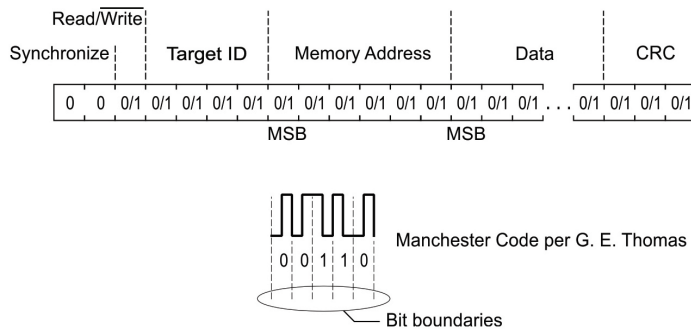 Read/Write
Synchronize Target ID Memory Address Data CRC
0 0 0/1 0/1 0/1 0/1 0/1 0/1 0/1 0/1 0/1 0/1 0/1 0/1 0/1 0/1 ... 0/1 0/1 0/1 0/1
MSB MSB
Manchester Code per G. E. Thomas
0 0 1 1 0
Bit boundaries